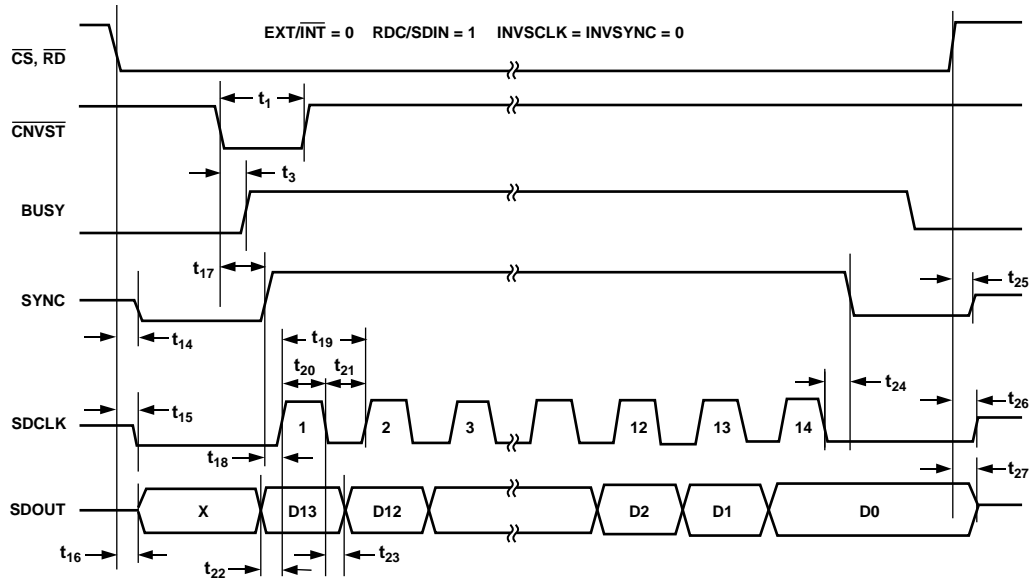 EXT/INT = 0 RDC/SDIN = 1 INVSCLK = INVSYNC = 0
CS, RD
t1
CNVST
t3
BUSY
t17
SYNC
t25
t14
t19
t20 t21
t24
t15
t26
SDCLK
1 2 3 12 13 14
t18
t27
SDOUT
X D13 D12 D2 D1 D0
t16
t22
t23